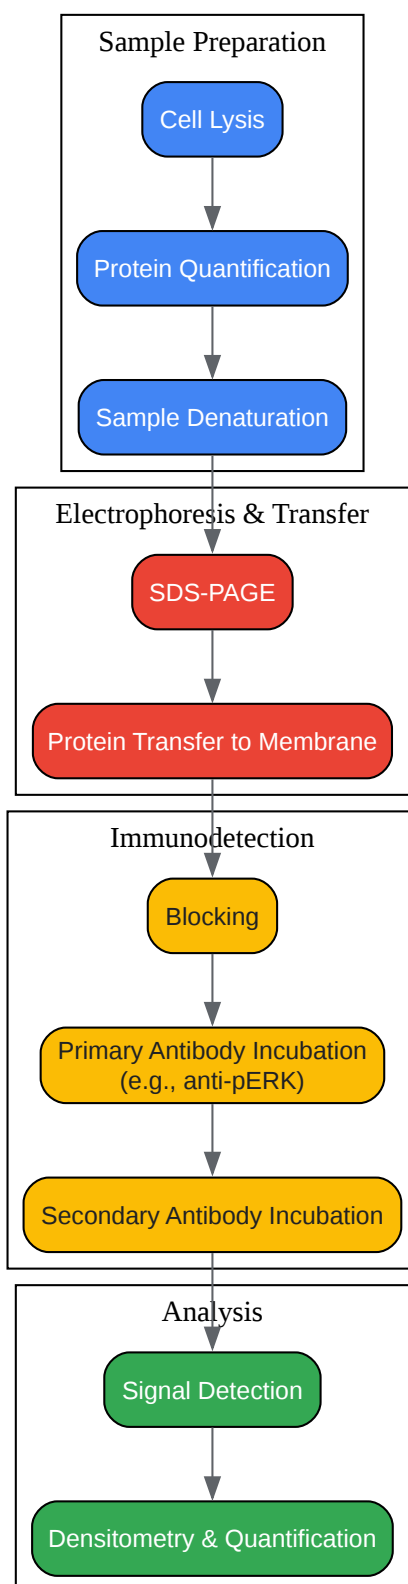 Sample Preparation
Cell Lysis
Protein Quantification
Sample Denaturation
Electrophoresis & Transfer
SDS-PAGE
Protein Transfer to Membrane
Immunodetection
Blocking
Primary Antibody Incubation
(e.g., anti-pERK)
Secondary Antibody Incubation
Analysis
Signal Detection
Densitometry & Quantification